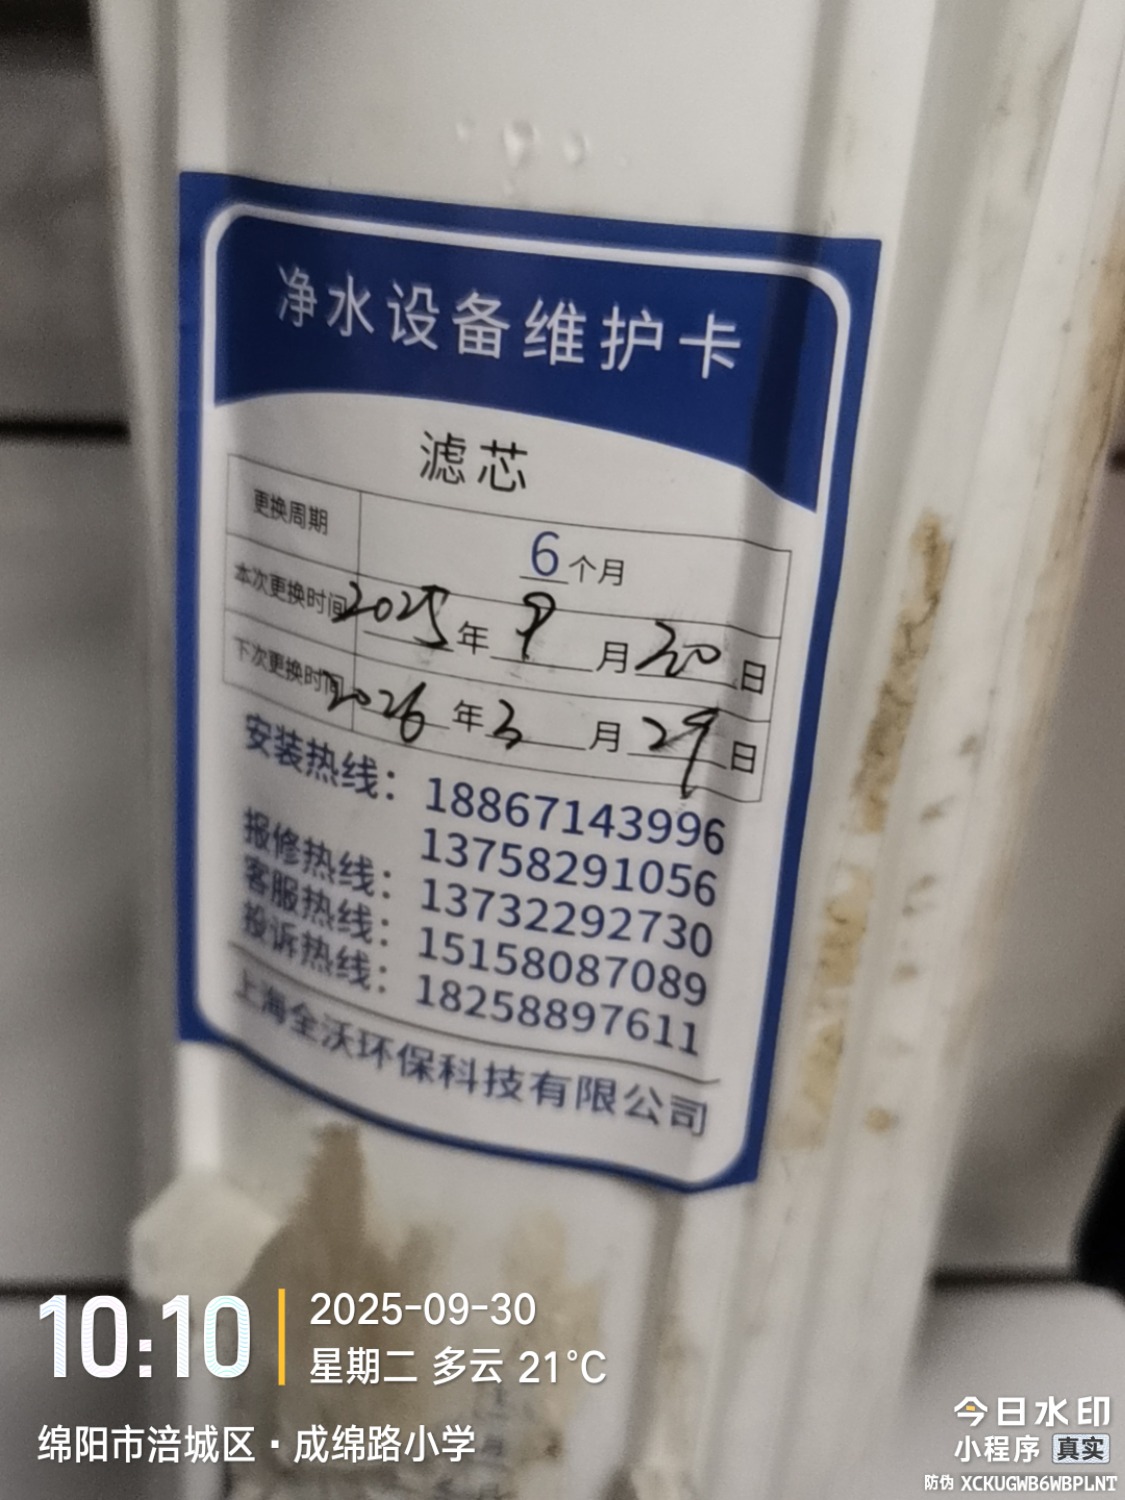 净水设备维护卡
滤芯
更换周期 6个月
本次更换时间 2025年9月30日
下次更换时间 2026年3月29日
安装热线：18867143996
13758291056
报修热线：13732292730
客服热线：15158087089
投诉热线：18258897611
上海全沃环保科技有限公司
10:10
2025-09-30
星期二 多云 21°C
绵阳市涪城区·成绵路小学
今日水印
小程序 真实
防伪 XCKUGWB6WBPLNT